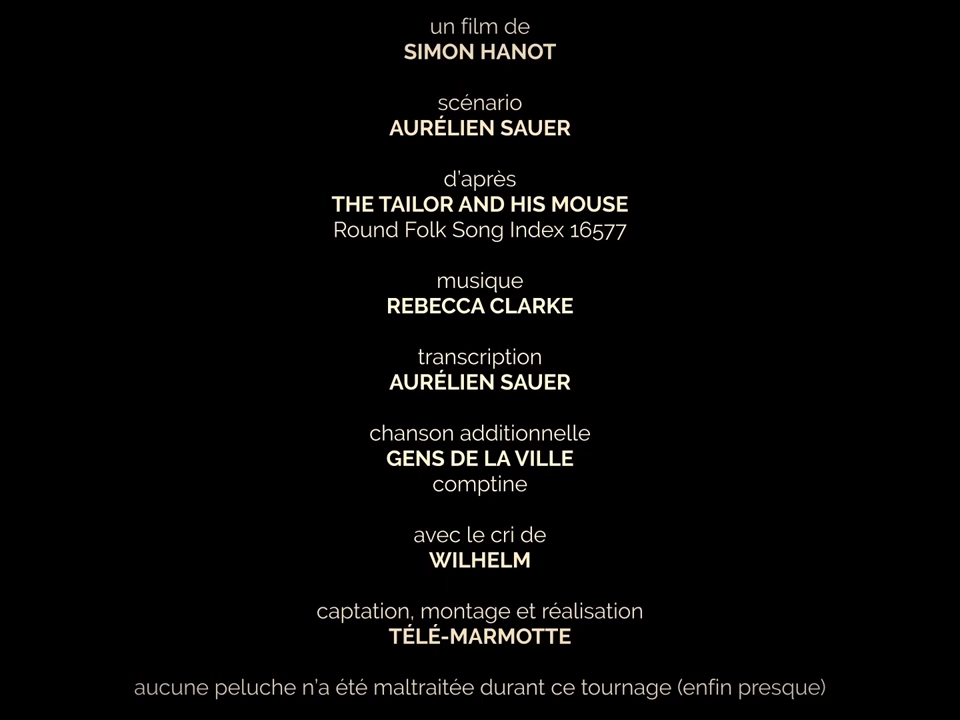 un film de
SIMON HANOT
scénario
AURÉLIEN SAUER
d'après
THE TAILOR AND HIS MOUSE
Round Folk Song Index 16577
musique
REBECCA CLARKE
transcription
AURÉLIEN SAUER
chanson additionnelle
GENS DE LA VILLE
comptine
avec le cri de
WILHELM
captation, montage et réalisation
TÉLÉ-MARMOTTE
aucune peluche n'a été maltraitée durant ce tournage (enfin presque)